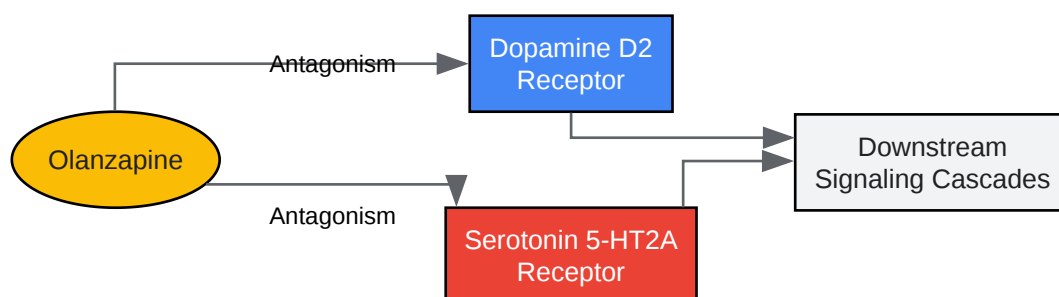 Dopamine D2
Receptor
Antagonism
Olanzapine
Downstream
Signaling Cascades
Antagonism
Serotonin 5-HT2A
Receptor